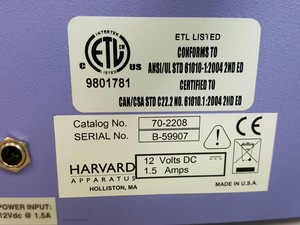 ETL LISTED
CONFORMS TO
ANSI/UL STD 61010-1:2004 2ND ED
CERTIFIED TO
CAN/CSA STD C22.2 NO. 61010.1:2004 2ND ED
INTERTEK
ETL
CM
C US
9801781
Catalog No. 70-2208
SERIAL No. B-59907
HARVARD
APPARATUS
HOLLISTON, MA
12 Volts DC
1.5 Amps
MADE IN U.S.A.
CE
POWER INPUT:
12Vdc @ 1.5A